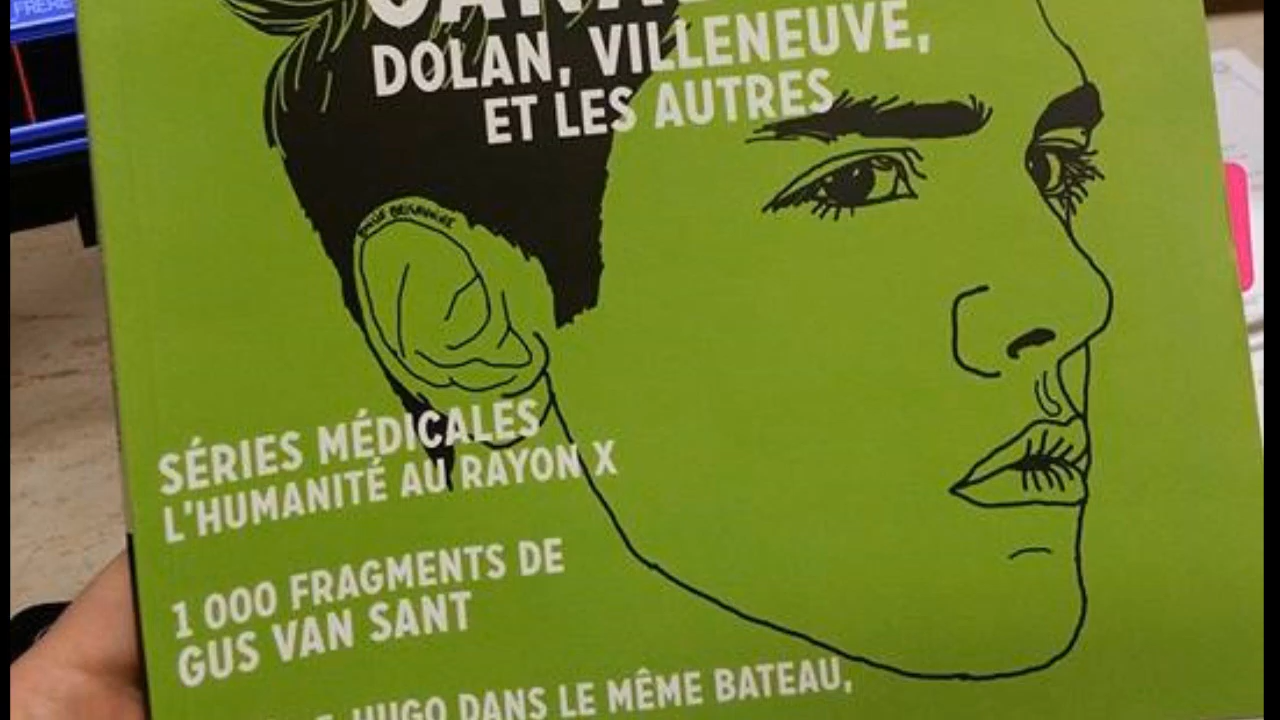 FRÈRE
DOLAN, VILLENEUVE,
ET LES AUTRES
SÉRIES MÉDICALES
L'HUMANITÉ AU RAYON X
1 000 FRAGMENTS DE
GUS VAN SANT
HUGO DANS LE MÊME BATEAU,